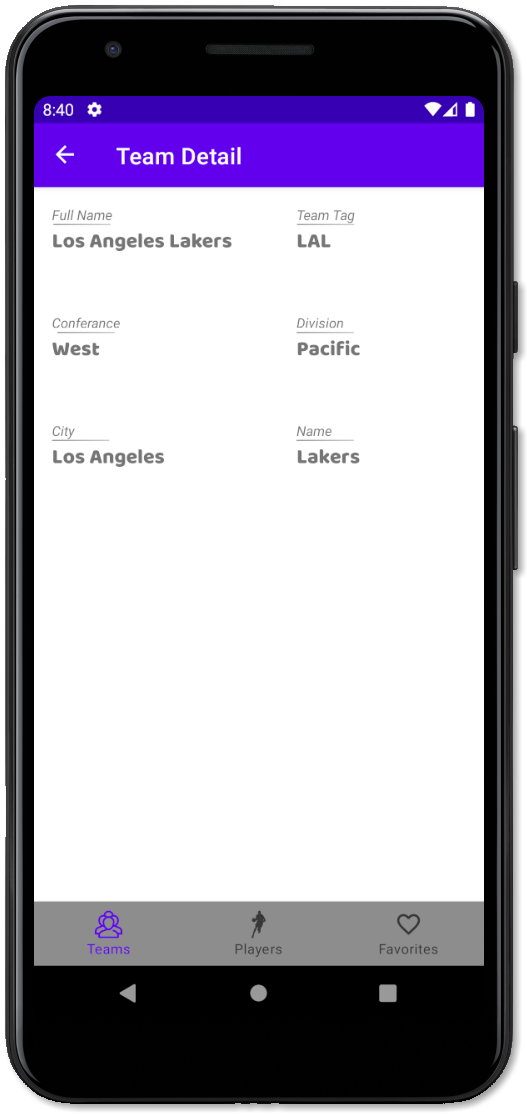 8:40
Team Detail
Full Name
Team Tag
Los Angeles Lakers
LAL
Conferance
Division
West
Pacific
City
Name
Los Angeles
Lakers
Teams
Players
Favorites